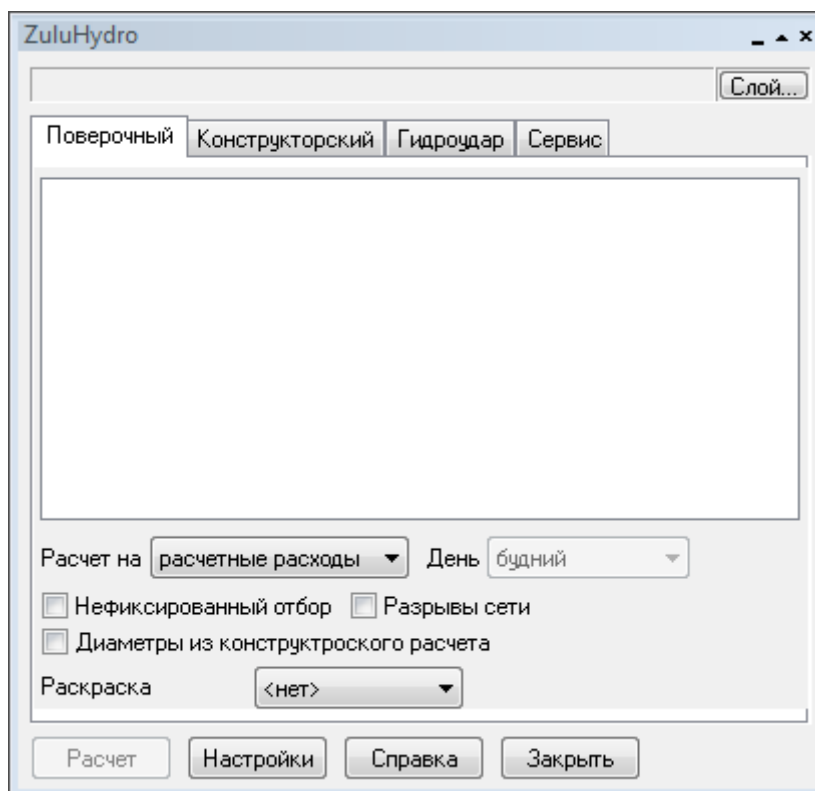 ZuluHydro
Слой...
Поверочный Конструкторский Гидроудар Сервис
Расчет на расчетные расходы День будний
Нефиксированный отбор Разрывы сети
Диаметры из конструктроского расчета
Раскраска <нет>
Расчет Настройки Справка Закрыть